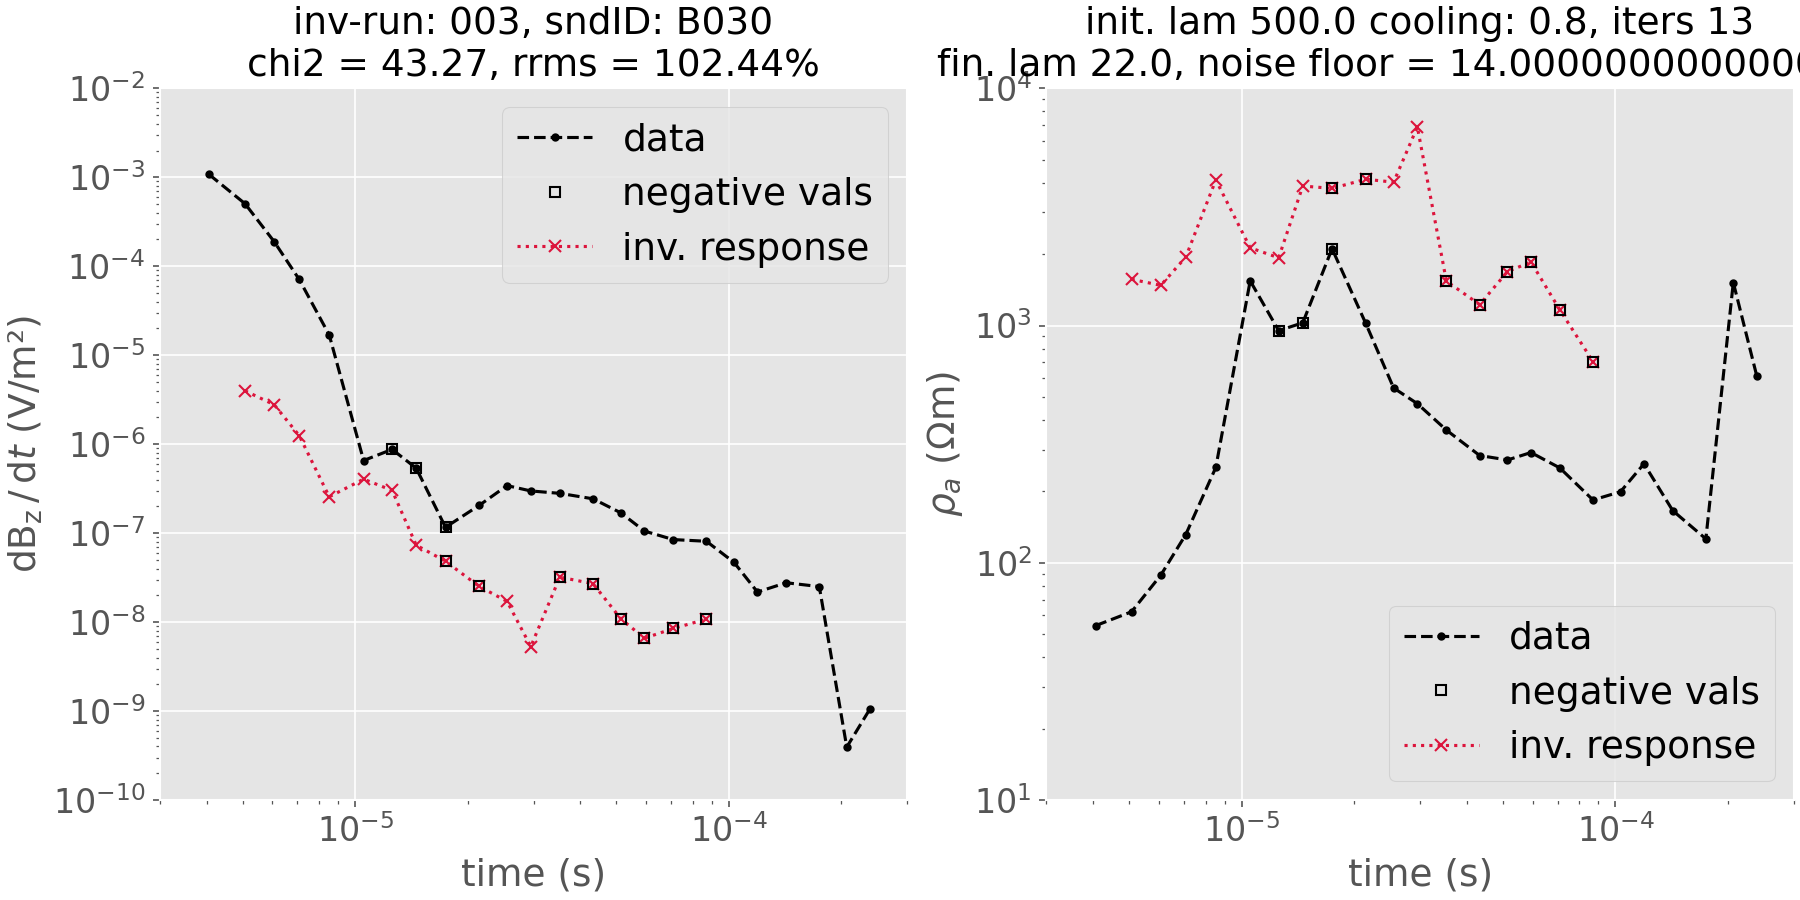 inv-run: 003, sndID: B030
chi2 = 43.27, rrms = 102.44%
10⁻²
10⁻³
10⁻⁴
10⁻⁵
10⁻⁶
10⁻⁷
10⁻⁸
10⁻⁹
10⁻¹⁰
dB_z / dt (V/m²)
data
negative vals
inv. response
10⁻⁵ 10⁻⁴
time (s)
init. lam 500.0 cooling: 0.8, iters 13
fin. lam 22.0, noise floor = 14.0000000000000
10⁴
10³
10²
10¹
ρₐ (Ωm)
data
negative vals
inv. response
10⁻⁵ 10⁻⁴
time (s)